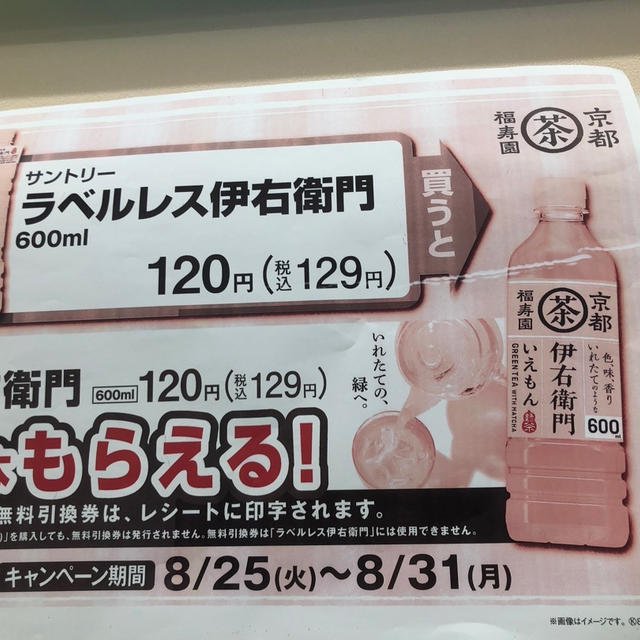 京都
茶
福寿園
サントリー
ラベルレス伊右衛門
600ml
120円(税込129円)
買うと
京都
茶
福寿園
色、味、香り
いれたてのような
伊右衛門
いえもん
GREEN TEA WITH MATCHA
600ml
衛門 600ml 120円(税込129円)
いれたての、
緑へ。
もらえる!
無料引換券は、レシートに印字されます。
を購入しても、無料引換券は発行されません。無料引換券は「ラベルレス伊右衛門」には使用できません。
キャンペーン期間 8/25(火)~8/31(月)
※画像はイメージです。